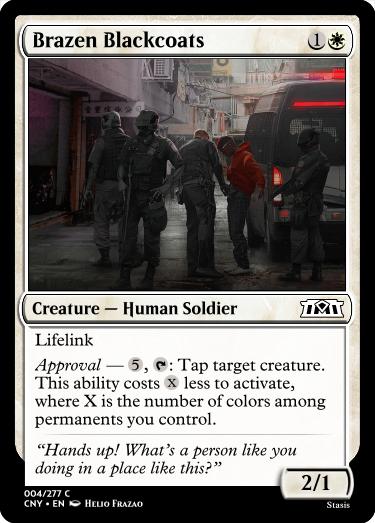 Brazen Blackcoats 1
Creature — Human Soldier
Lifelink
Approval — 5, : Tap target creature.
This ability costs X less to activate,
where X is the number of colors among
permanents you control.
“Hands up! What’s a person like you
doing in a place like this?”
2/1
004/277 C
CNY • EN Helio Frazao
Stasis